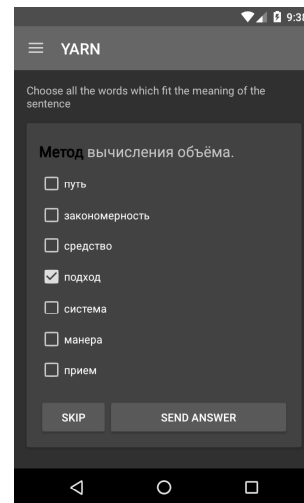 9:38
YARN
Choose all the words which fit the meaning of the
sentence
Метод вычисления объёма.
путь
закономерность
средство
подход
система
манера
прием
SKIP SEND ANSWER